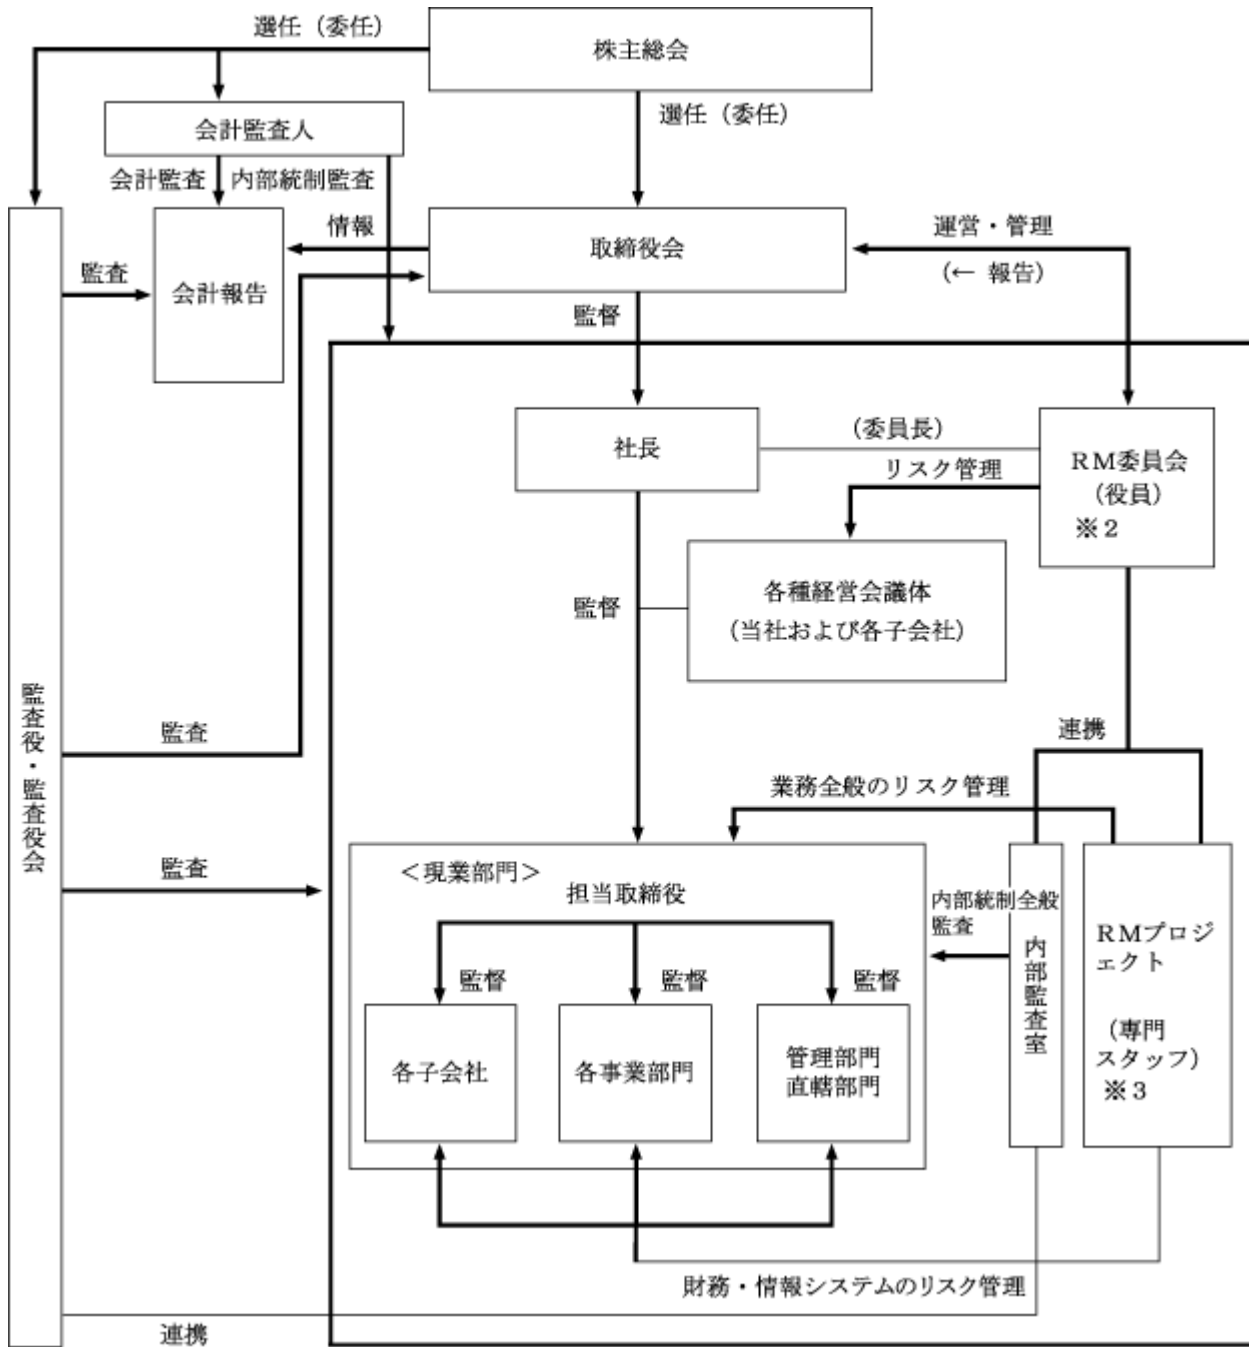 選任（委任）
株主総会
選任（委任）
会計監査人
会計監査
内部統制監査
情報
取締役会
運営・管理
（← 報告）
監査
会計報告
監督
社長
（委員長）
ＲＭ委員会
（役員）
※２
リスク管理
各種経営会議体
（当社および各子会社）
監督
監査役・監査役会
監査
連携
業務全般のリスク管理
監査
＜現業部門＞
担当取締役
内部統制全般
監査
内部監査室
ＲＭプロジ
ェクト
（専門
スタッフ）
※３
監督
監督
監督
各子会社
各事業部門
管理部門
直轄部門
財務・情報システムのリスク管理
連携